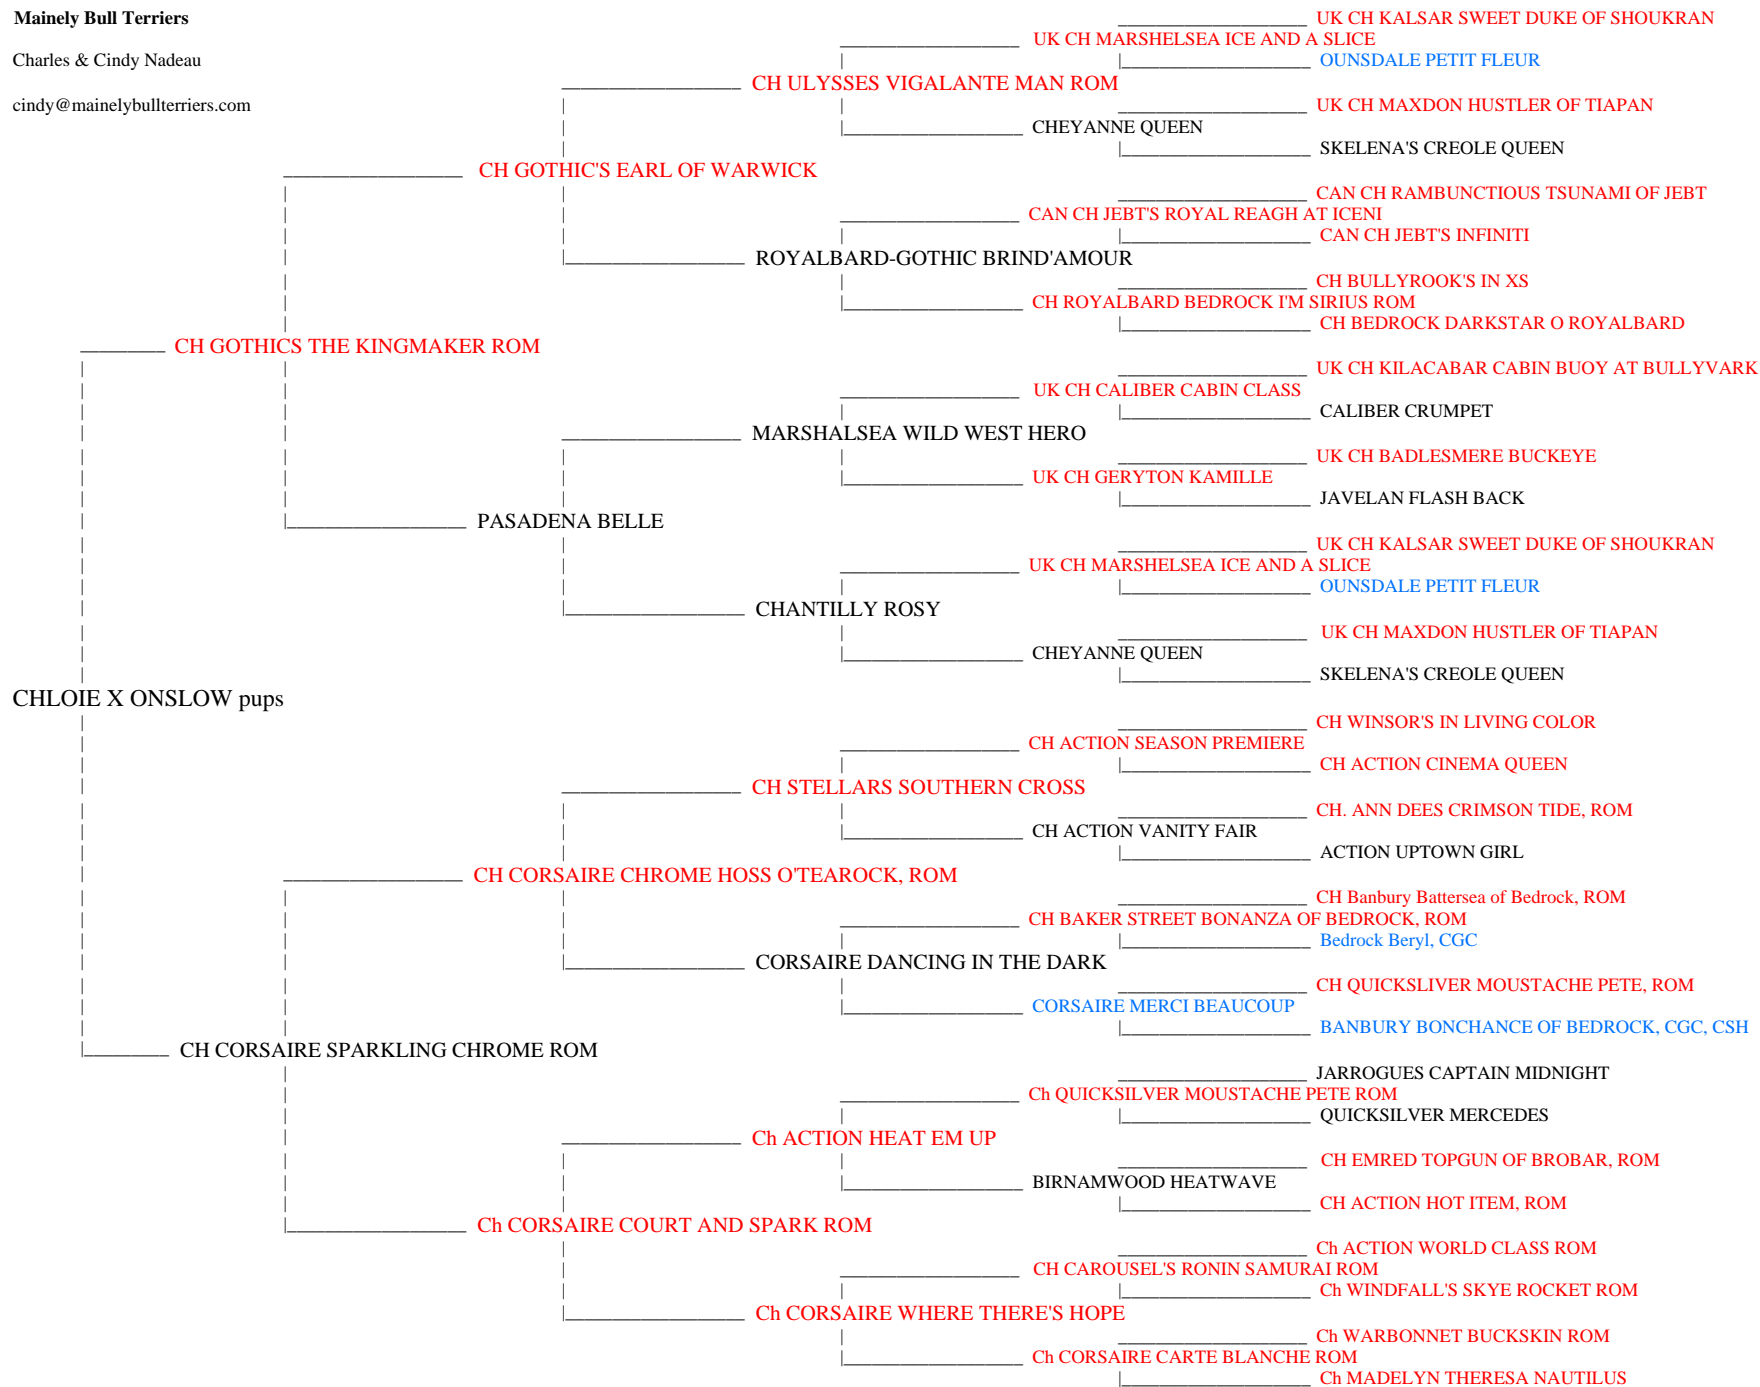 Mainely Bull Terriers
UK CH KALSAR SWEET DUKE OF SHOUKRAN
UK CH MARSHELSEA ICE AND A SLICE
Charles & Cindy Nadeau
OUNSDALE PETIT FLEUR
CH ULYSSES VIGALANTE MAN ROM
cindy@mainelybullterriers.com
UK CH MAXDON HUSTLER OF TIAPAN
CHEYANNE QUEEN
SKELENA'S CREOLE QUEEN
CH GOTHIC'S EARL OF WARWICK
CAN CH RAMBUNCTIOUS TSUNAMI OF JEBT
CAN CH JEBT'S ROYAL REAGH AT ICENI
CAN CH JEBT'S INFINITI
ROYALBARD-GOTHIC BRIND'AMOUR
CH BULLYROOK'S IN XS
CH ROYALBARD BEDROCK I'M SIRIUS ROM
CH BEDROCK DARKSTAR O ROYALBARD
CH GOTHICS THE KINGMAKER ROM
UK CH KILACABAR CABIN BUOY AT BULLYVARK
UK CH CALIBER CABIN CLASS
CALIBER CRUMPET
MARSHALSEA WILD WEST HERO
UK CH BADLESMERE BUCKEYE
UK CH GERYTON KAMILLE
JAVELAN FLASH BACK
PASADENA BELLE
UK CH KALSAR SWEET DUKE OF SHOUKRAN
UK CH MARSHELSEA ICE AND A SLICE
OUNSDALE PETIT FLEUR
CHANTILLY ROSY
UK CH MAXDON HUSTLER OF TIAPAN
CHEYANNE QUEEN
SKELENA'S CREOLE QUEEN
CHLOIE X ONSLOW pups
CH WINSOR'S IN LIVING COLOR
CH ACTION SEASON PREMIERE
CH ACTION CINEMA QUEEN
CH STELLARS SOUTHERN CROSS
CH. ANN DEES CRIMSON TIDE, ROM
CH ACTION VANITY FAIR
ACTION UPTOWN GIRL
CH CORSAIRE CHROME HOSS O'TEAROCK, ROM
CH Banbury Battersea of Bedrock, ROM
CH BAKER STREET BONANZA OF BEDROCK, ROM
Bedrock Beryl, CGC
CORSAIRE DANCING IN THE DARK
CH QUICKSLIVER MOUSTACHE PETE, ROM
CORSAIRE MERCI BEAUCOUP
BANBURY BONCHANCE OF BEDROCK, CGC, CSH
CH CORSAIRE SPARKLING CHROME ROM
JARROGUES CAPTAIN MIDNIGHT
Ch QUICKSILVER MOUSTACHE PETE ROM
QUICKSILVER MERCEDES
Ch ACTION HEAT EM UP
CH EMRED TOPGUN OF BROBAR, ROM
BIRNAMWOOD HEATWAVE
CH ACTION HOT ITEM, ROM
Ch CORSAIRE COURT AND SPARK ROM
Ch ACTION WORLD CLASS ROM
CH CAROUSEL'S RONIN SAMURAI ROM
Ch WINDFALL'S SKYE ROCKET ROM
Ch CORSAIRE WHERE THERE'S HOPE
Ch WARBONNET BUCKSKIN ROM
Ch CORSAIRE CARTE BLANCHE ROM
Ch MADELYN THERESA NAUTILUS